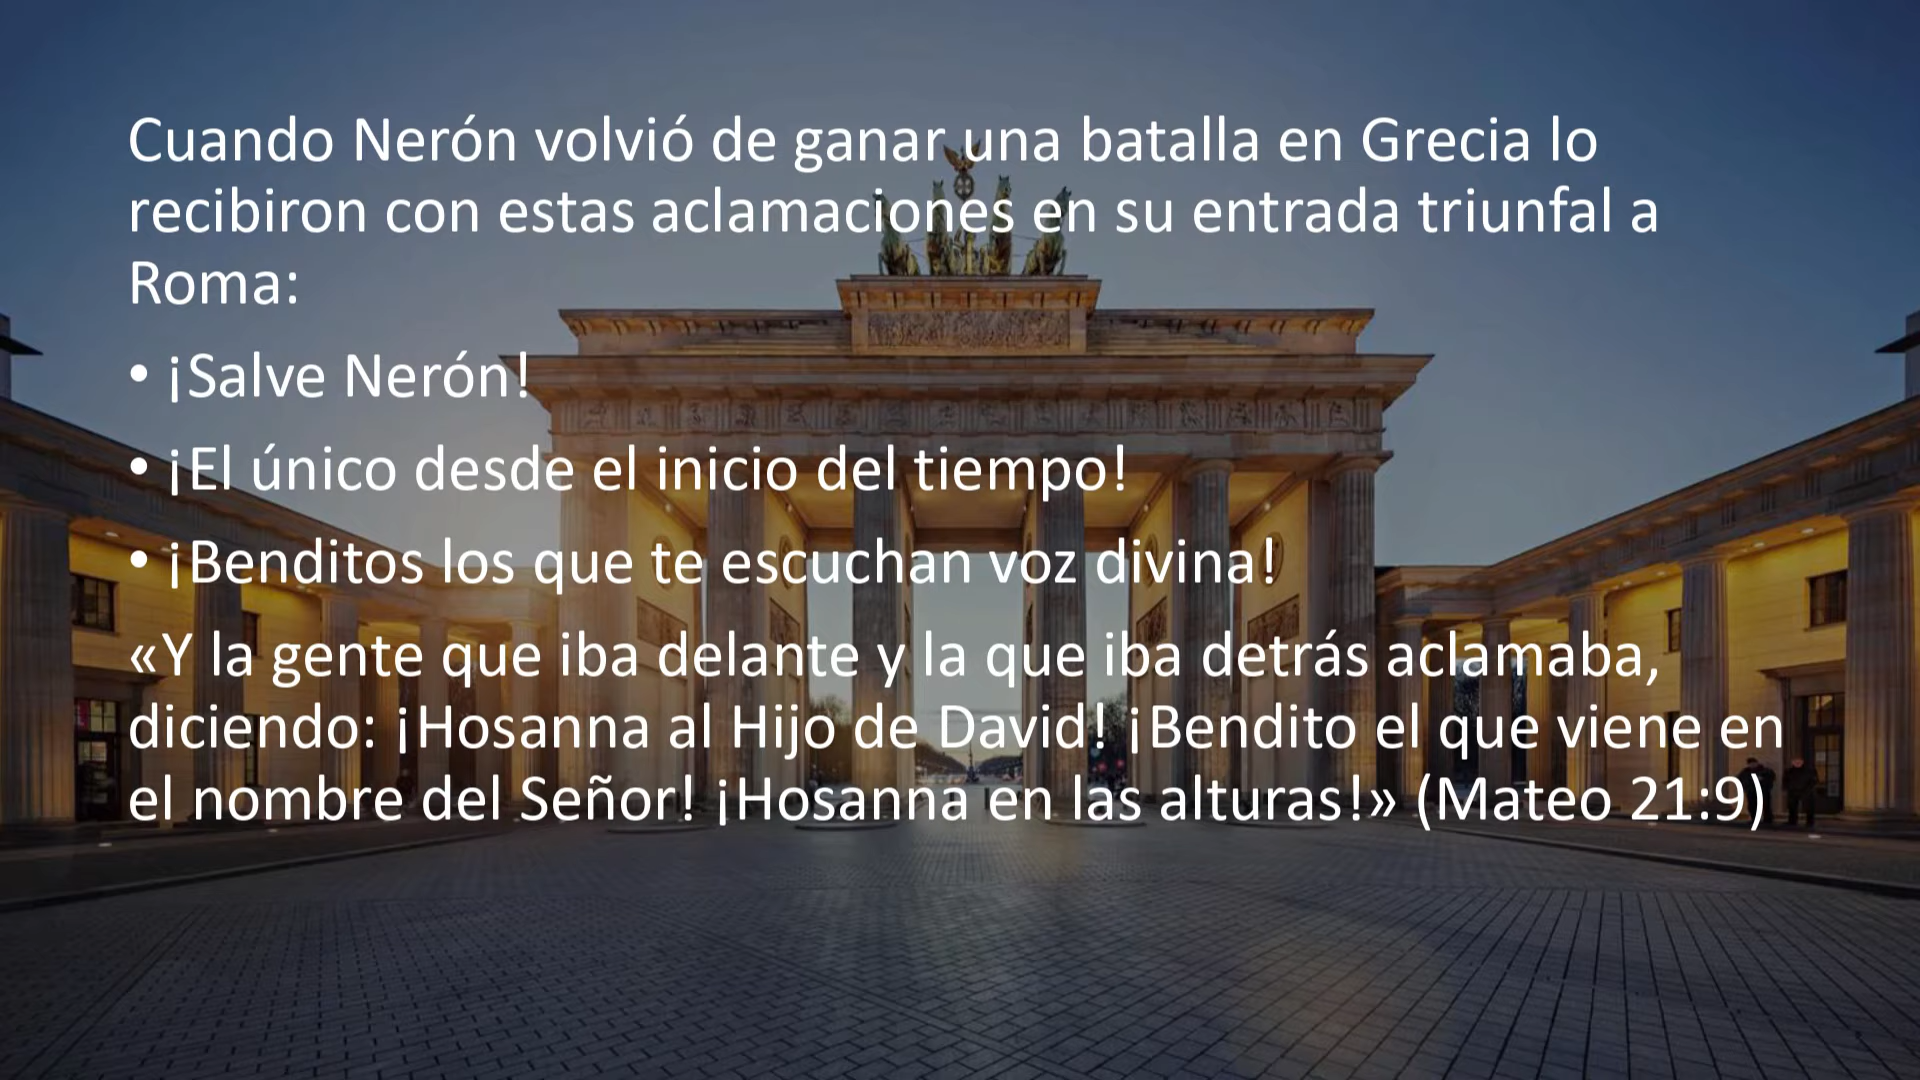 Cuando Nerón volvió de ganar una batalla en Grecia lo
recibiron con estas aclamaciones en su entrada triunfal a
Roma:
• ¡Salve Nerón!
• ¡El único desde el inicio del tiempo!
• ¡Benditos los que te escuchan voz divina!
«Y la gente que iba delante y la que iba detrás aclamaba,
diciendo: ¡Hosanna al Hijo de David! ¡Bendito el que viene en
el nombre del Señor! ¡Hosanna en las alturas!» (Mateo 21:9)